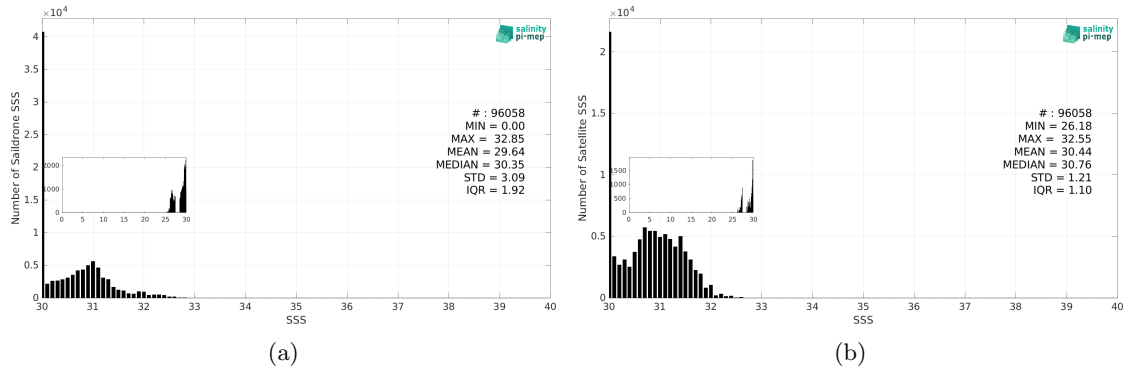 ×10⁴
4
3.5
3
2.5
2
1.5
1
0.5
0
Number of Saildrone SSS
salinity
pi-mep
# : 96058
MIN = 0.00
MAX = 32.85
MEAN = 29.64
MEDIAN = 30.35
STD = 3.09
IQR = 1.92
2000
1000
0
0 5 10 15 20 25 30
30 31 32 33 34 35 36 37 38 39 40
SSS
(a)
×10⁴
2
1.5
1
0.5
0
Number of Satellite SSS
salinity
pi-mep
# : 96058
MIN = 26.18
MAX = 32.55
MEAN = 30.44
MEDIAN = 30.76
STD = 1.21
IQR = 1.10
1500
1000
500
0
0 5 10 15 20 25 30
30 31 32 33 34 35 36 37 38 39 40
SSS
(b)